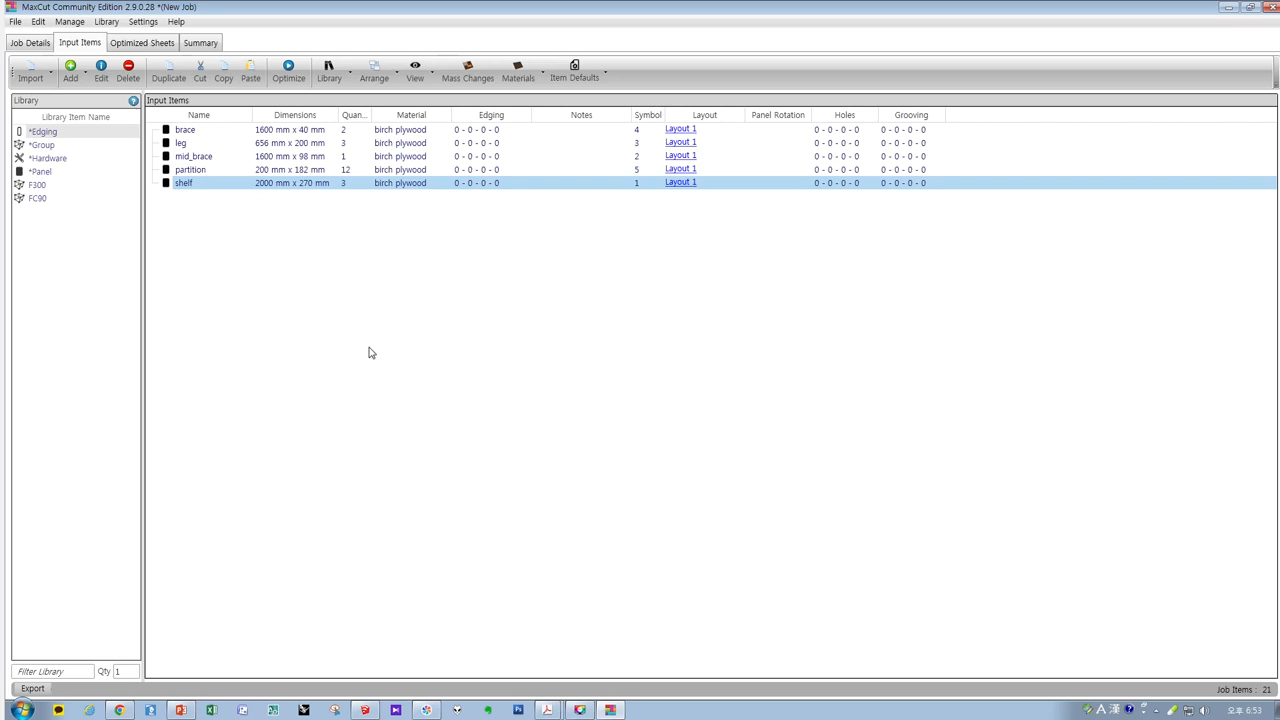 MaxCut Community Edition 2.9.0.28 *(New Job)
File Edit Manage Library Settings Help
Job Details Input Items Optimized Sheets Summary
Import Add Edit Delete Duplicate Cut Copy Paste Optimize Library Arrange View Mass Changes Materials Item Defaults
Library
Library Item Name
*Edging
*Group
*Hardware
*Panel
F300
FC90
Input Items
Name Dimensions Quan... Material Edging Notes Symbol Layout Panel Rotation Holes Grooving
brace 1600 mm x 40 mm 2 birch plywood 0 - 0 - 0 - 0 4 Layout 1 0 - 0 - 0 - 0 0 - 0 - 0 - 0
leg 656 mm x 200 mm 3 birch plywood 0 - 0 - 0 - 0 3 Layout 1 0 - 0 - 0 - 0 0 - 0 - 0 - 0
mid_brace 1600 mm x 98 mm 1 birch plywood 0 - 0 - 0 - 0 2 Layout 1 0 - 0 - 0 - 0 0 - 0 - 0 - 0
partition 200 mm x 182 mm 12 birch plywood 0 - 0 - 0 - 0 5 Layout 1 0 - 0 - 0 - 0 0 - 0 - 0 - 0
shelf 2000 mm x 270 mm 3 birch plywood 0 - 0 - 0 - 0 1 Layout 1 0 - 0 - 0 - 0 0 - 0 - 0 - 0
Filter Library Qty 1
Export Job Items : 21
A 漢 오후 6:53